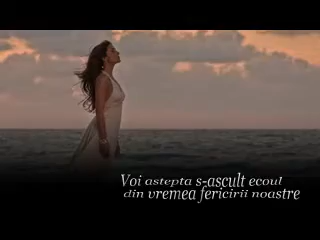 Voi astepta s-ascult ecoul
din vremea fericirii noastre